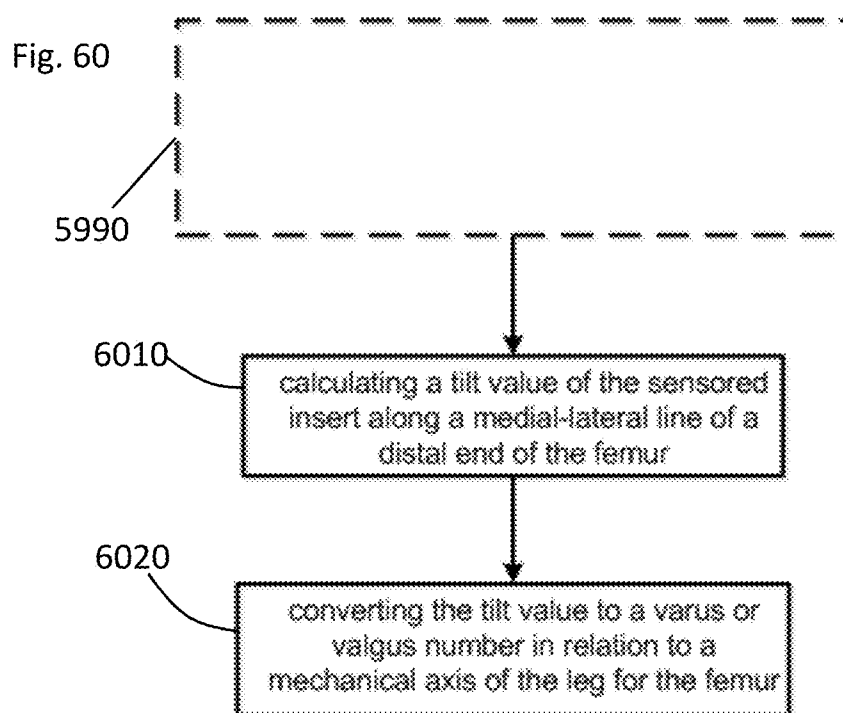 Fig. 60
5990
6010
calculating a tilt value of the sensored
insert along a medial-lateral line of a
distal end of the femur
6020
converting the tilt value to a varus or
valgus number in relation to a
mechanical axis of the leg for the femur